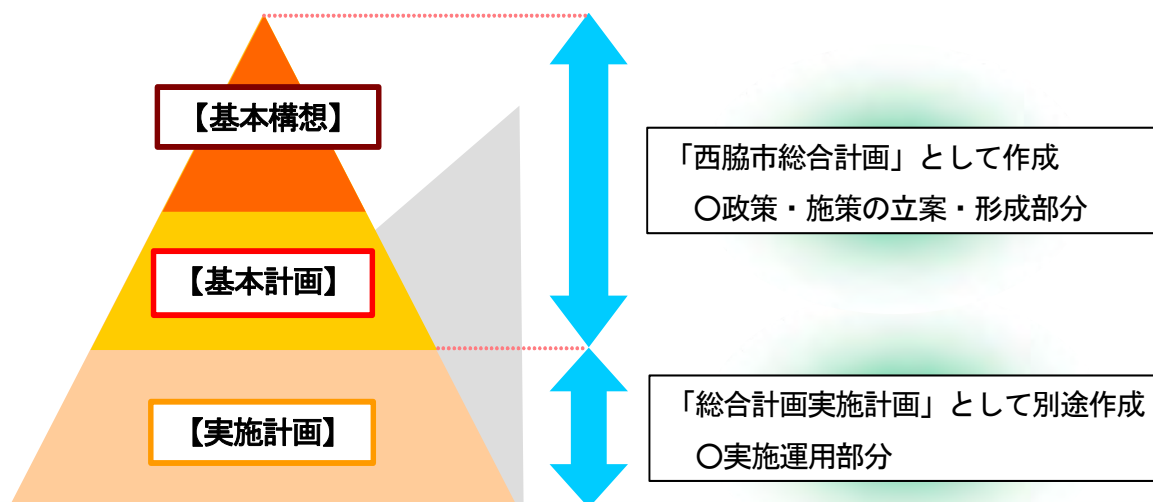 【基本構想】
「西脇市総合計画」として作成
〇政策・施策の立案・形成部分
【基本計画】
「総合計画実施計画」として別途作成
〇実施運用部分
【実施計画】